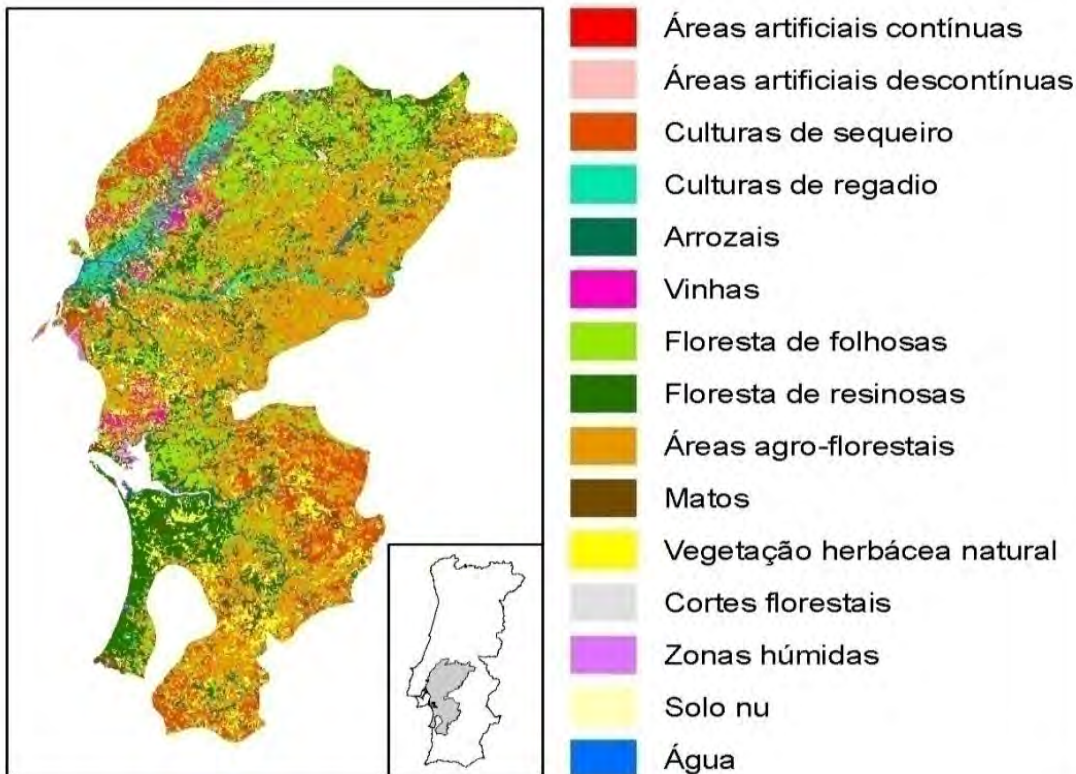 Áreas artificiais contínuas
Áreas artificiais descontínuas
Culturas de sequeiro
Culturas de regadio
Arrozais
Vinhas
Floresta de folhosas
Floresta de resinosas
Áreas agro-florestais
Matos
Vegetação herbácea natural
Cortes florestais
Zonas húmidas
Solo nu
Água